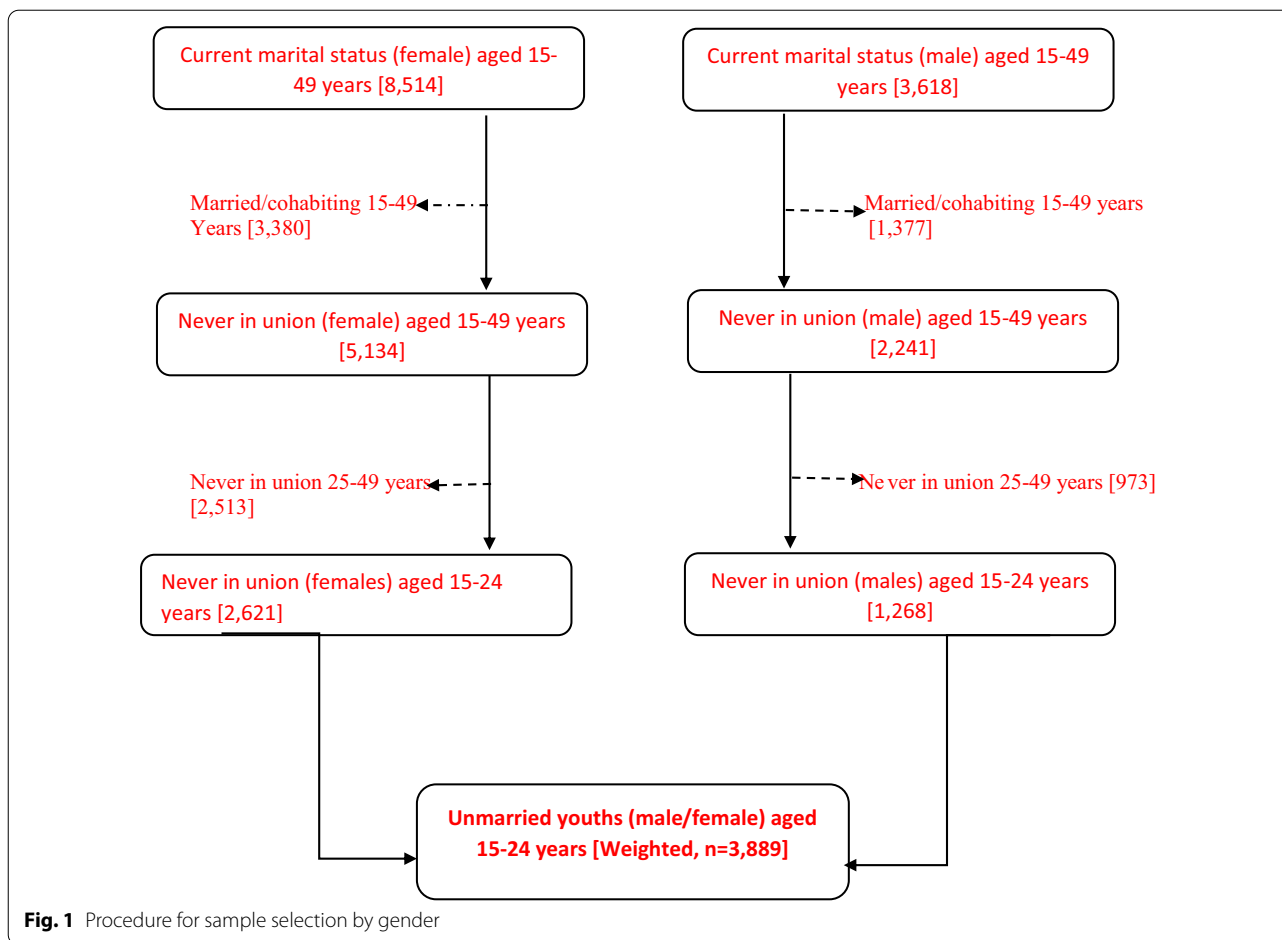 Current marital status (female) aged 15-
49 years [8,514]
Current marital status (male) aged 15-49
years [3,618]
Married/cohabiting 15-49
Years [3,380]
Married/cohabiting 15-49 years
[1,377]
Never in union (female) aged 15-49 years
[5,134]
Never in union (male) aged 15-49 years
[2,241]
Never in union 25-49 years
[2,513]
Ne ver in union 25-49 years [973]
Never in union (females) aged 15-24
years [2,621]
Never in union (males) aged 15-24 years
[1,268]
Unmarried youths (male/female) aged
15-24 years [Weighted, n=3,889]
Fig. 1 Procedure for sample selection by gender